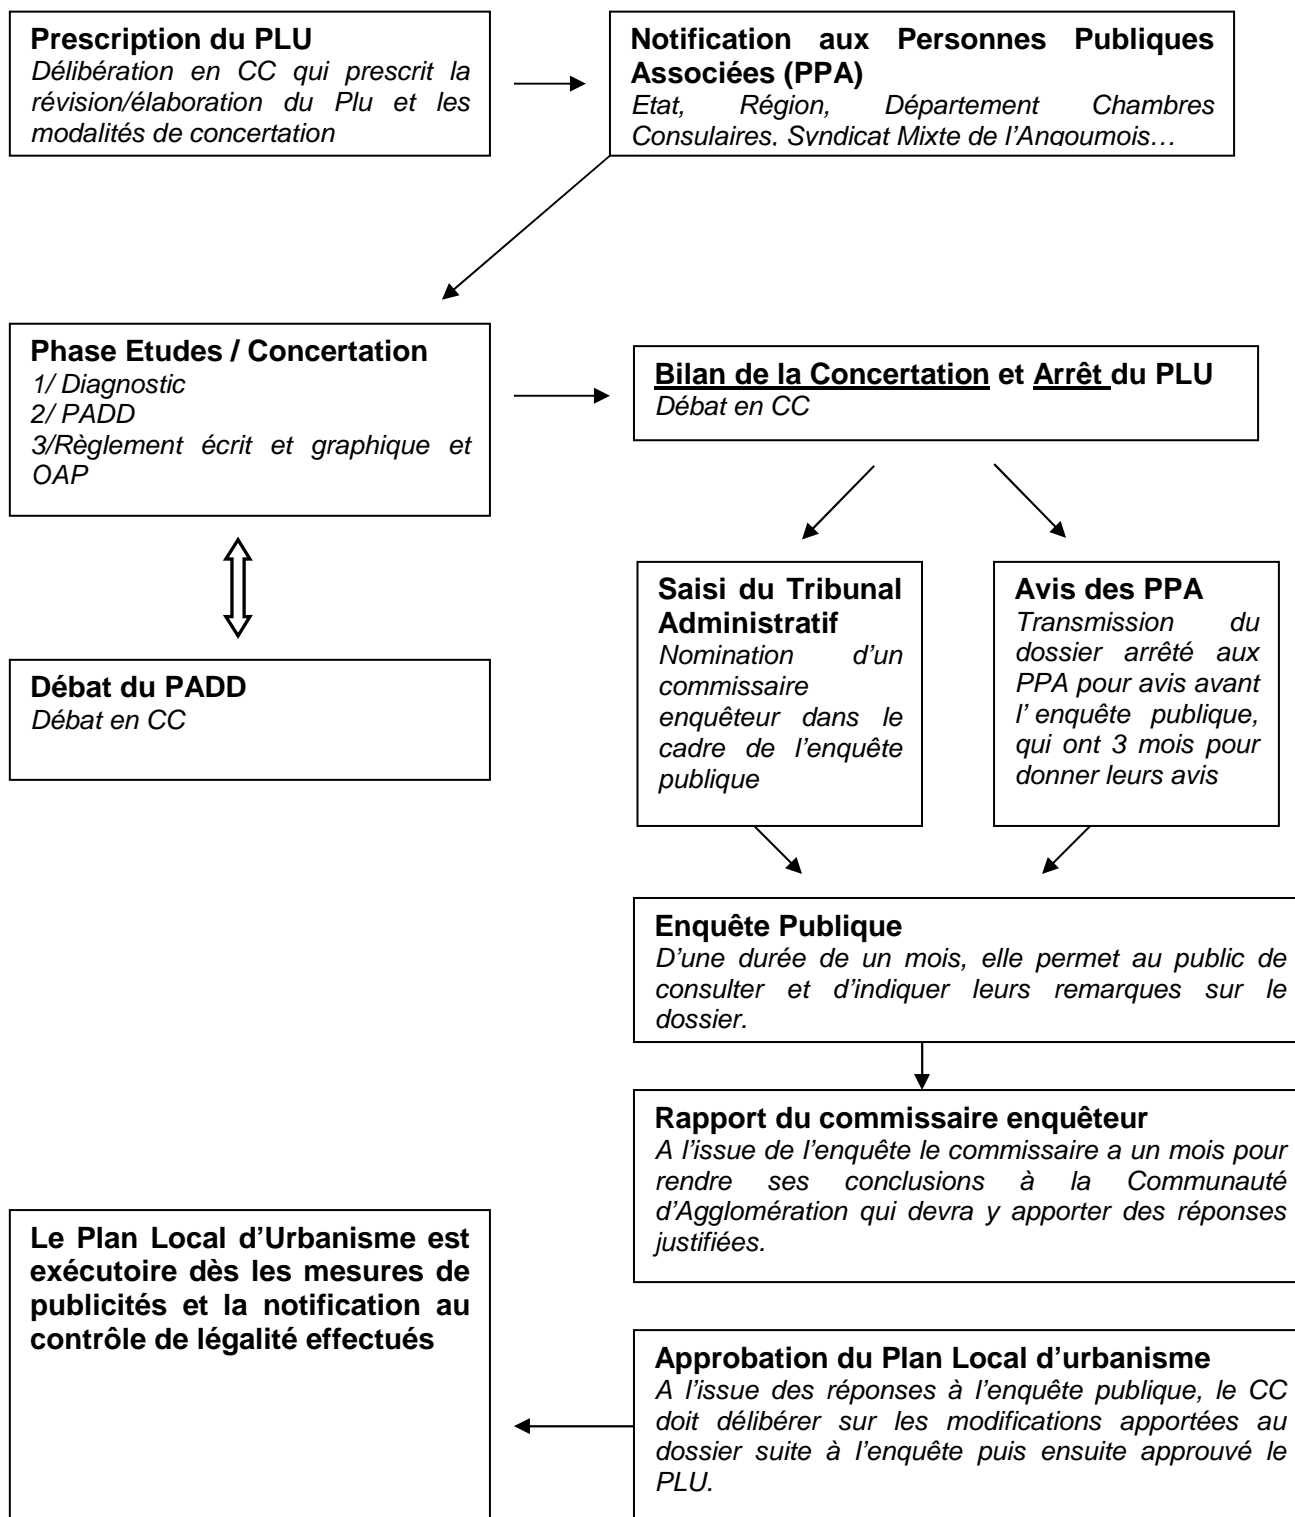 Prescription du PLU
Délibération en CC qui prescrit la
révision/élaboration du Plu et les
modalités de concertation
Notification aux Personnes Publiques
Associées (PPA)
Etat, Région, Département Chambres
Consulaires, Syndicat Mixte de l'Angoumois…
Phase Etudes / Concertation
1/ Diagnostic
2/ PADD
3/Règlement écrit et graphique et
OAP
Bilan de la Concertation et Arrêt du PLU
Débat en CC
Débat du PADD
Débat en CC
Saisi du Tribunal
Administratif
Nomination d'un
commissaire
enquêteur dans le
cadre de l'enquête
publique
Avis des PPA
Transmission du
dossier arrêté aux
PPA pour avis avant
l' enquête publique,
qui ont 3 mois pour
donner leurs avis
Enquête Publique
D'une durée de un mois, elle permet au public de
consulter et d'indiquer leurs remarques sur le
dossier.
Rapport du commissaire enquêteur
A l'issue de l'enquête le commissaire a un mois pour
rendre ses conclusions à la Communauté
d'Agglomération qui devra y apporter des réponses
justifiées.
Approbation du Plan Local d'urbanisme
A l'issue des réponses à l'enquête publique, le CC
doit délibérer sur les modifications apportées au
dossier suite à l'enquête puis ensuite approuvé le
PLU.
Le Plan Local d'Urbanisme est
exécutoire dès les mesures de
publicités et la notification au
contrôle de légalité effectués